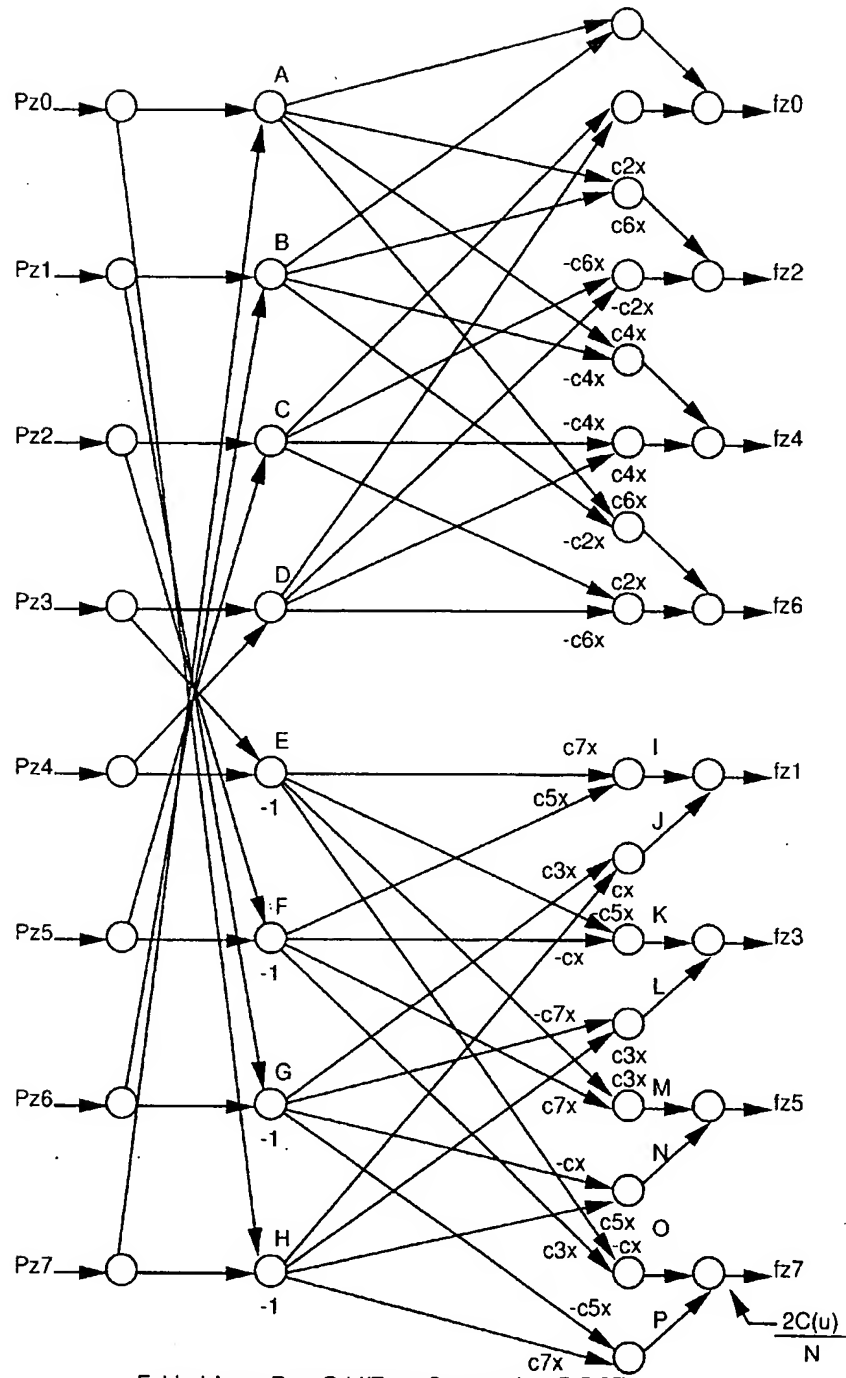 A
Pz0
fz0
c2x
c6x
B
Pz1
-c6x
fz2
-c2x
c4x
-c4x
C
Pz2
-c4x
fz4
c4x
c6x
-c2x
D
c2x
Pz3
fz6
-c6x
E
c7x
I
Pz4
fz1
-1
c5x
J
c3x
cx
F
-c5x
K
Pz5
fz3
-cx
-1
L
-c7x
c3x
G
c3x
M
Pz6
c7x
fz5
-1
N
-cx
c5x
O
H
c3x
-cx
Pz7
fz7
-1
-c5x
P
2C(u)
N
c7x